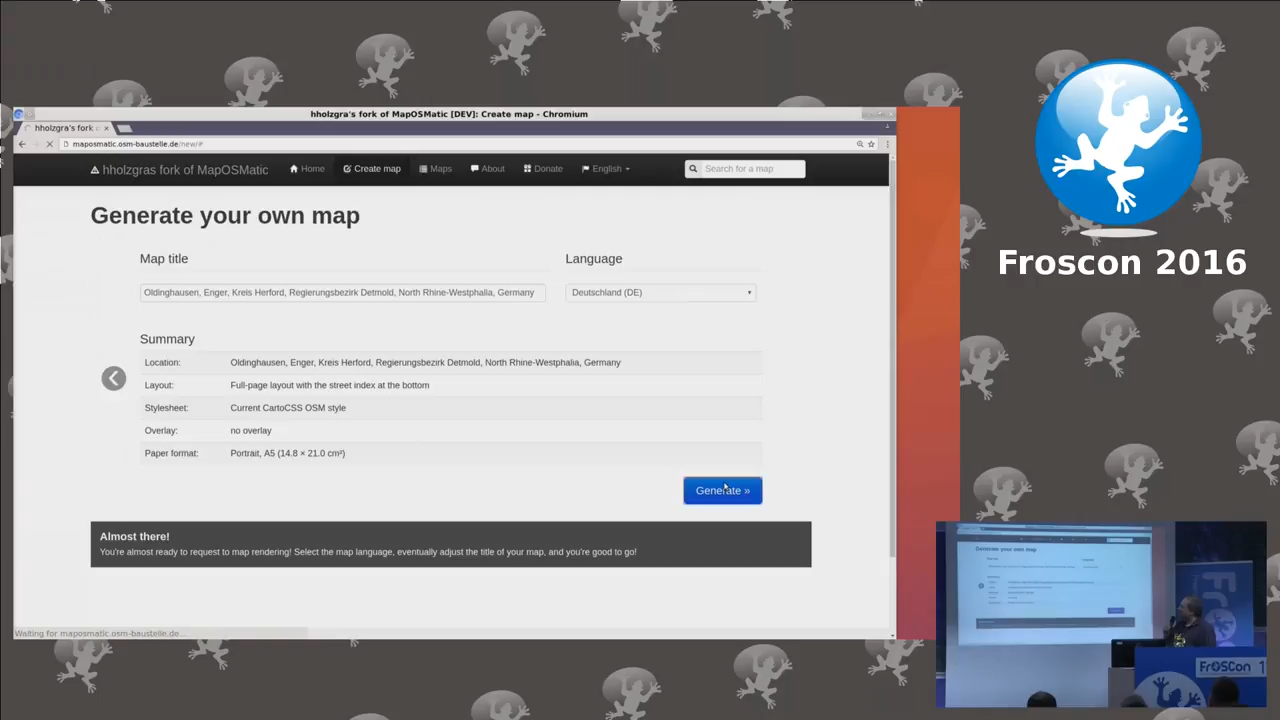 hholzgra's fork of MapOSMatic [DEV]: Create map - Chromium
hholzgra's fork o
maposmatic.osm-baustelle.de/new/#
hholzgras fork of MapOSMatic
Home
Create map
Maps
About
Donate
English
Search for a map
Generate your own map
Map title
Language
Oldinghausen, Enger, Kreis Herford, Regierungsbezirk Detmold, North Rhine-Westphalia, Germany
Deutschland (DE)
Summary
Location: Oldinghausen, Enger, Kreis Herford, Regierungsbezirk Detmold, North Rhine-Westphalia, Germany
Layout: Full-page layout with the street index at the bottom
Stylesheet: Current CartoCSS OSM style
Overlay: no overlay
Paper format: Portrait, A5 (14.8 × 21.0 cm²)
Generate »
Almost there!
You're almost ready to request to map rendering! Select the map language, eventually adjust the title of your map, and you're good to go!
Waiting for maposmatic.osm-baustelle.de...
Froscon 2016
Generate your own map
FrOSCon 1